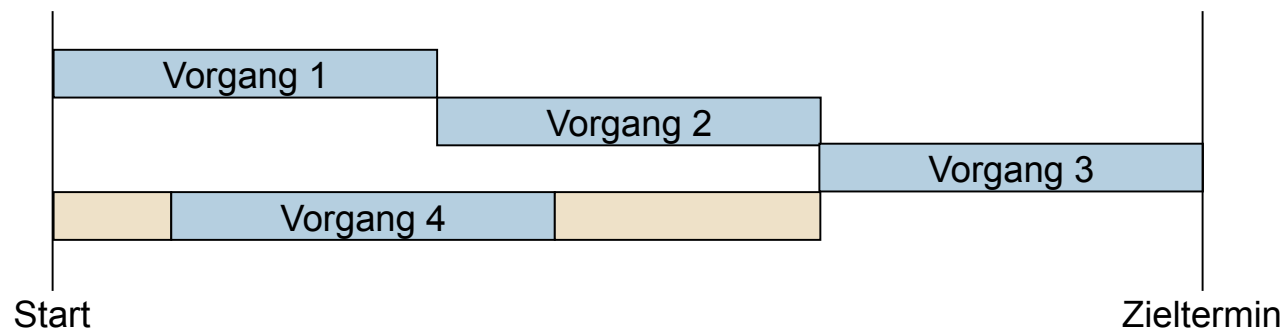 Vorgang 1
Vorgang 2
Vorgang 3
Vorgang 4
Start
Zieltermin